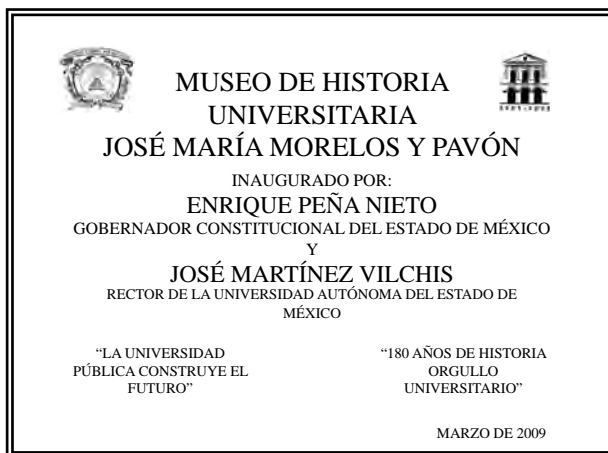 MUSEO DE HISTORIA
UNIVERSITARIA
JOSÉ MARÍA MORELOS Y PAVÓN
INAUGURADO POR:
ENRIQUE PEÑA NIETO
GOBERNADOR CONSTITUCIONAL DEL ESTADO DE MÉXICO
Y
JOSÉ MARTÍNEZ VILCHIS
RECTOR DE LA UNIVERSIDAD AUTÓNOMA DEL ESTADO DE
MÉXICO
“LA UNIVERSIDAD
PÚBLICA CONSTRUYE EL
FUTURO”
“180 AÑOS DE HISTORIA
ORGULLO
UNIVERSITARIO”
MARZO DE 2009